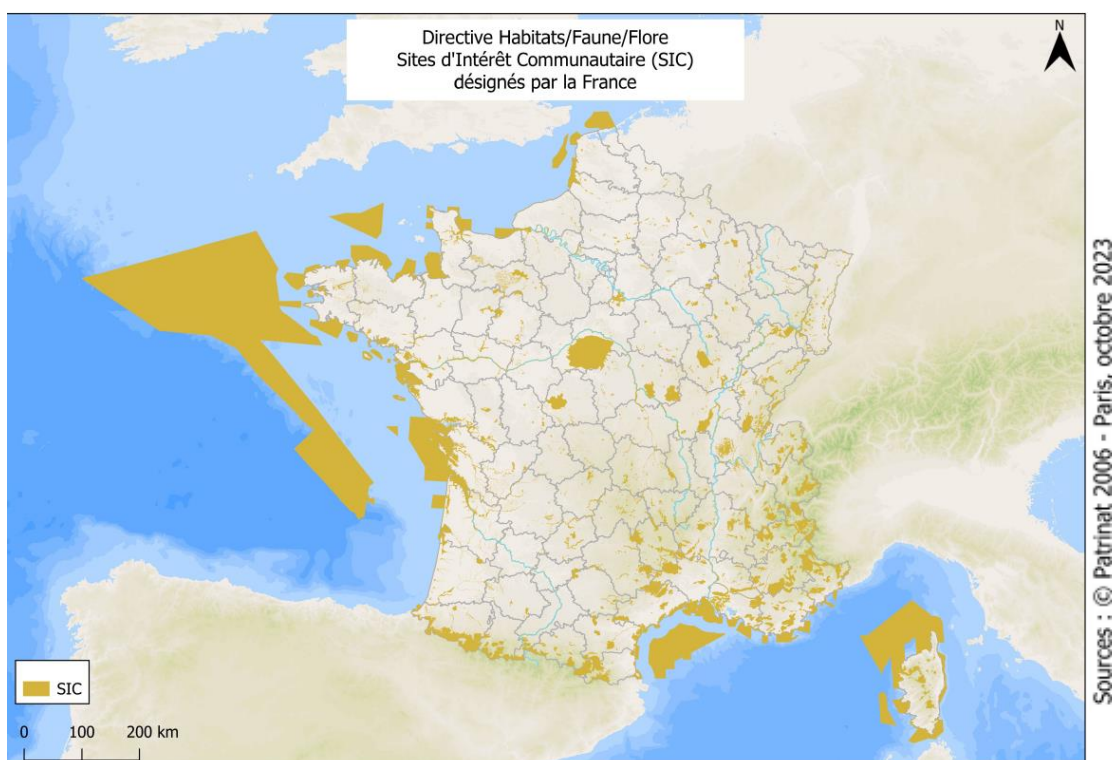 Directive Habitats/Faune/Flore
Sites d'Intérêt Communautaire (SIC)
désignés par la France
N
SIC
0 100 200 km
Sources : © Patrinat 2006 - Paris, octobre 2023